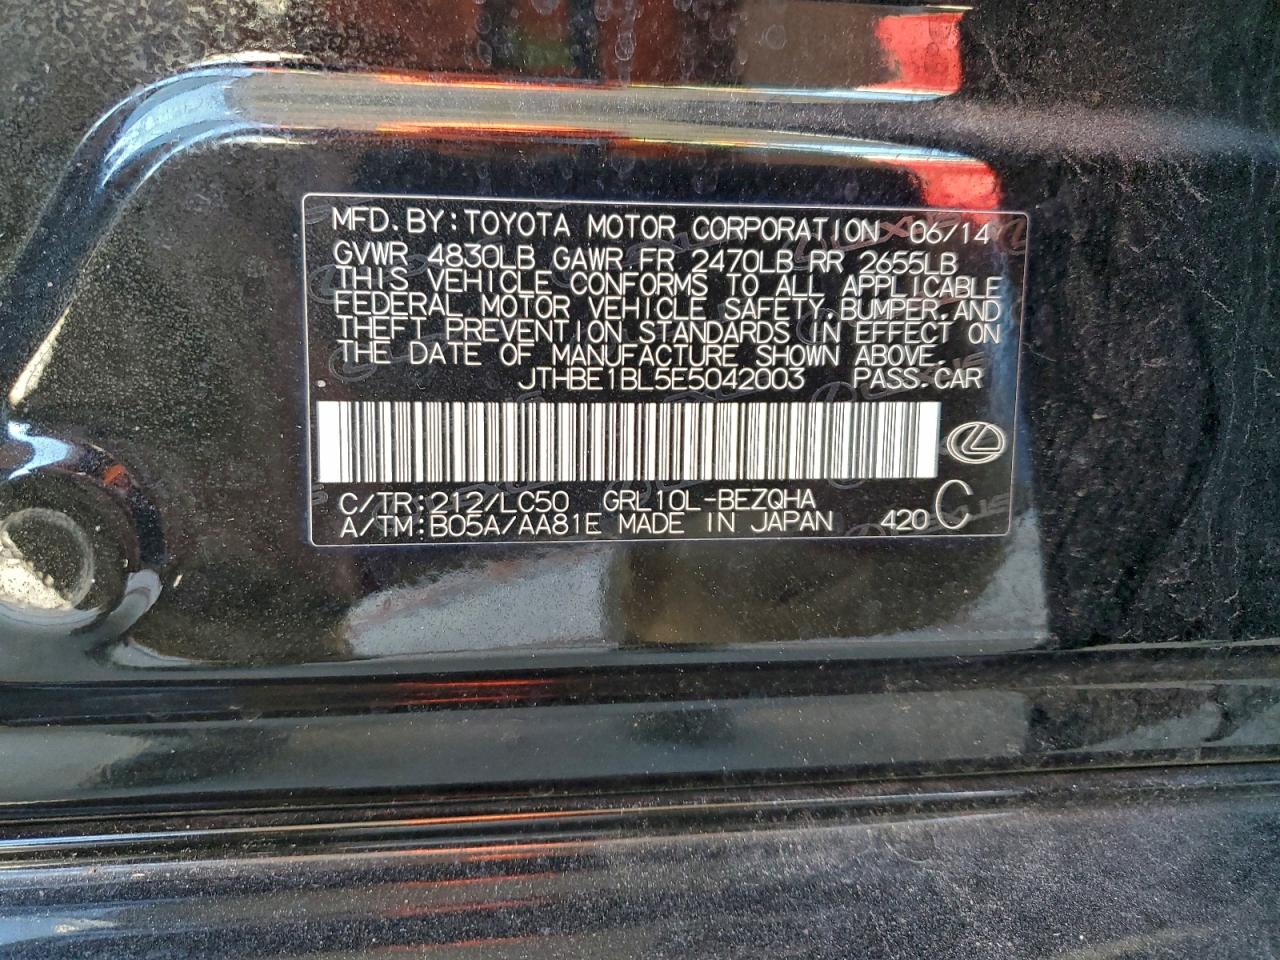 MFD.BY:TOYOTA MOTOR CORPORATION 06/14
GVWR 4830LB GAWR FR 2470LB RR 2655LB
THIS VEHICLE CONFORMS TO ALL APPLICABLE
FEDERAL MOTOR VEHICLE SAFETY,BUMPER,AND
THEFT PREVENTION STANDARDS IN EFFECT ON
THE DATE OF MANUFACTURE SHOWN ABOVE.
JTHBE1BL5E5042003 PASS.CAR
C/TR:212/LC50 GRL10L-BEZQHA
A/TM:B05A/AA81E MADE IN JAPAN 420 C